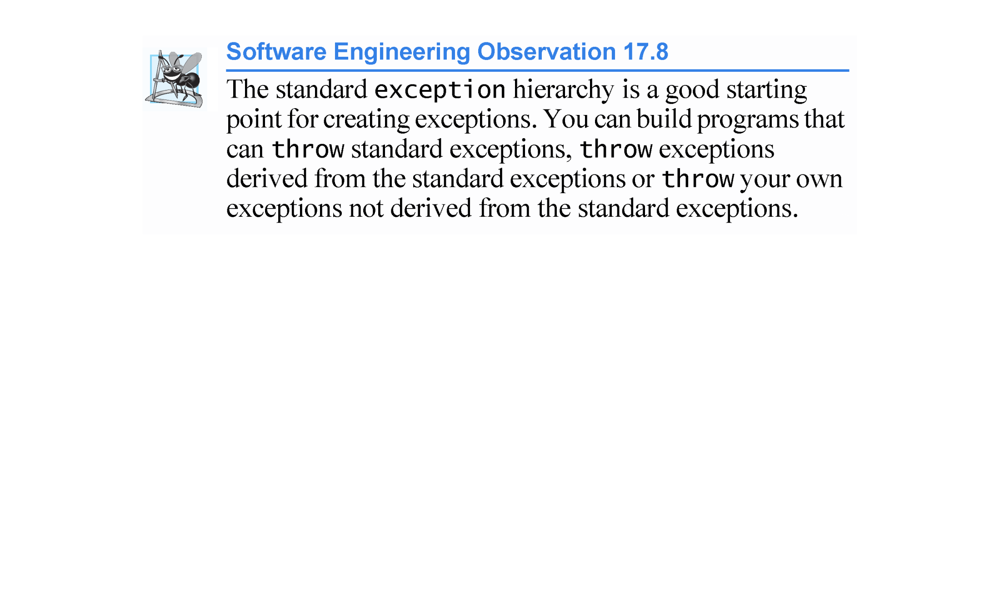 Software Engineering Observation 17.8
The standard exception hierarchy is a good starting
point for creating exceptions. You can build programs that
can throw standard exceptions, throw exceptions
derived from the standard exceptions or throw your own
exceptions not derived from the standard exceptions.